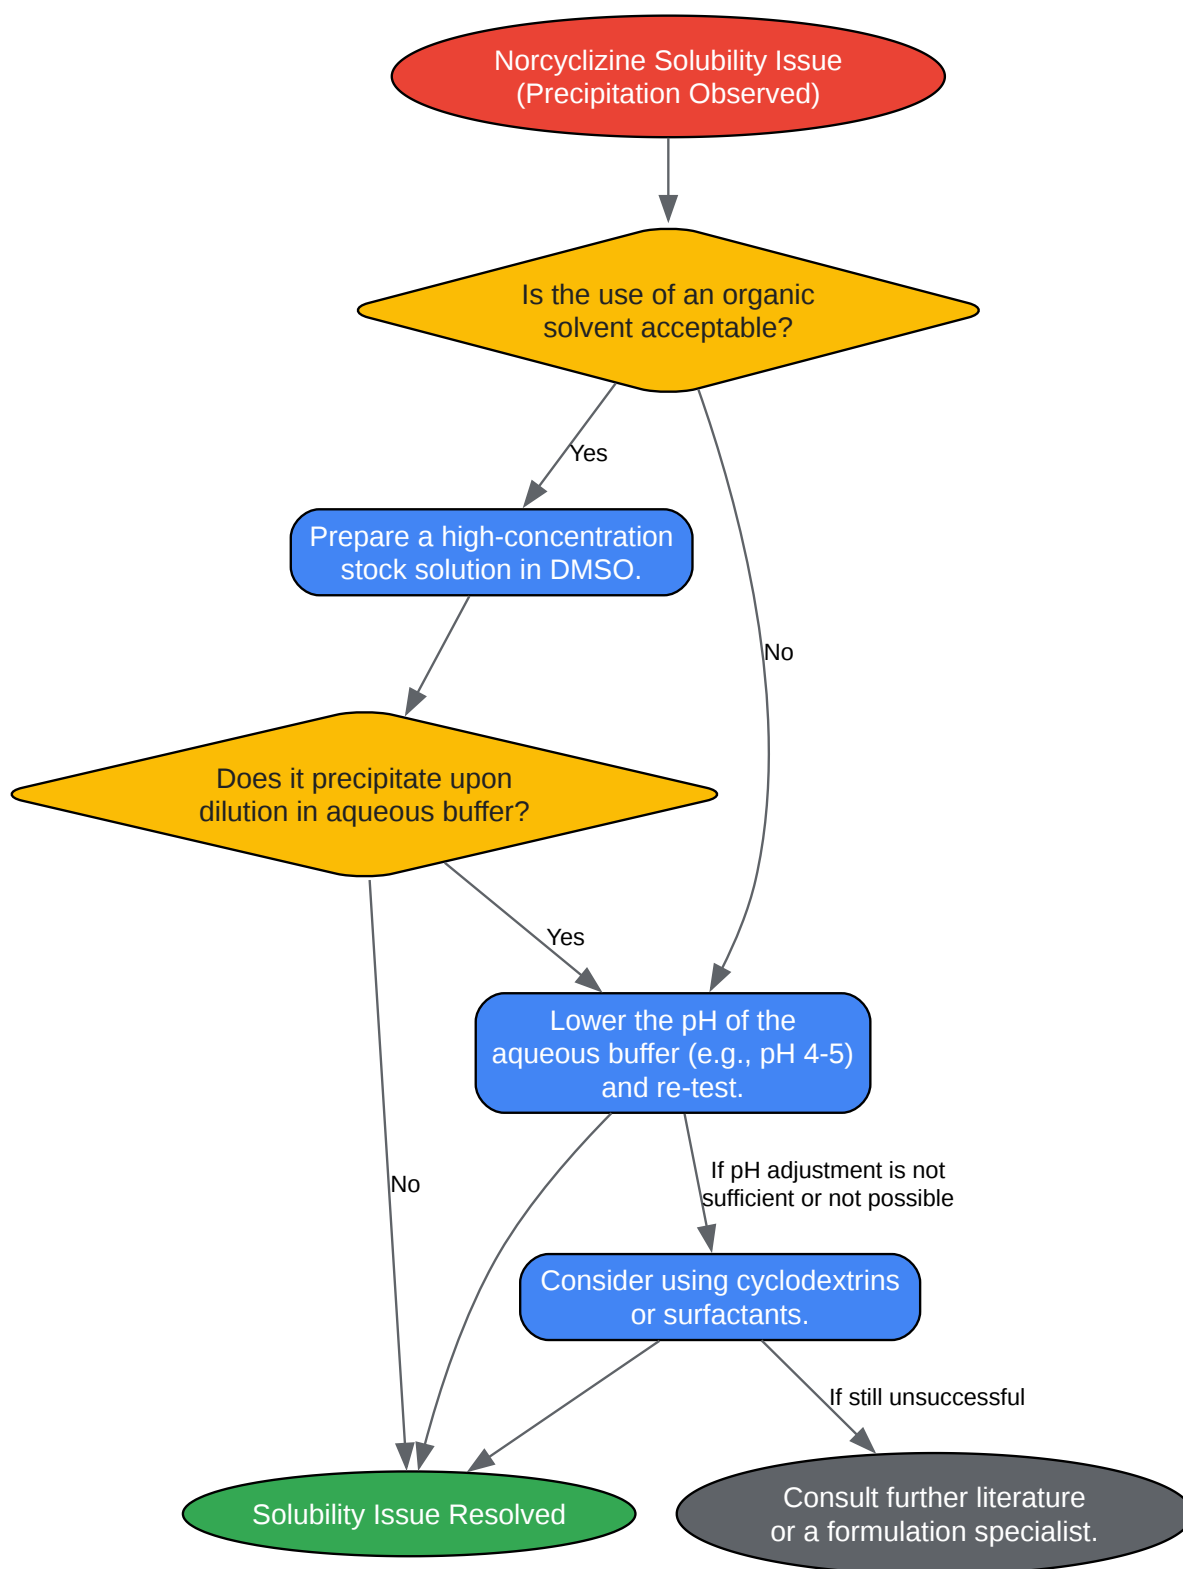 Norcyclizine Solubility Issue
(Precipitation Observed)
Is the use of an organic
solvent acceptable?
Yes
Prepare a high-concentration
stock solution in DMSO.
No
Does it precipitate upon
dilution in aqueous buffer?
Yes
Lower the pH of the
aqueous buffer (e.g., pH 4-5)
and re-test.
No
If pH adjustment is not
sufficient or not possible
Consider using cyclodextrins
or surfactants.
If still unsuccessful
Solubility Issue Resolved
Consult further literature
or a formulation specialist.